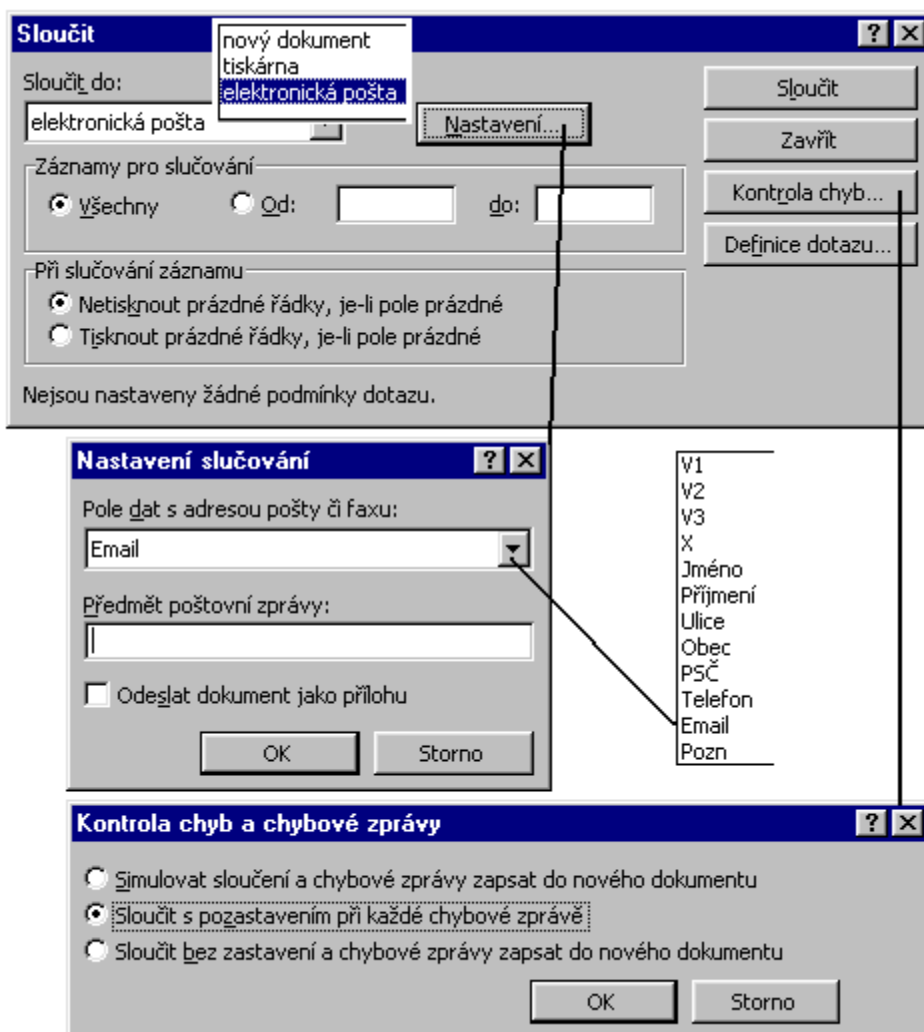 Sloučit
nový dokument
tiskárna
elektronická pošta
Sloučit do:
elektronická pošta
Nastavení...
Sloučit
Zavřít
Kontrola chyb...
Definice dotazu...
Záznamy pro slučování
Všechny Od: do:
Při slučování záznamu
Netisknout prázdné řádky, je-li pole prázdné
Tisknout prázdné řádky, je-li pole prázdné
Nejsou nastaveny žádné podmínky dotazu.
Nastavení slučování
Pole dat s adresou pošty či faxu:
Email
Předmět poštovní zprávy:
Odeslat dokument jako přílohu
OK Storno
V1
V2
V3
X
Jméno
Příjmení
Ulice
Obec
PSČ
Telefon
Email
Pozn
Kontrola chyb a chybové zprávy
Simulovat sloučení a chybové zprávy zapsat do nového dokumentu
Sloučit s pozastavením při každé chybové zprávě
Sloučit bez zastavení a chybové zprávy zapsat do nového dokumentu
OK Storno